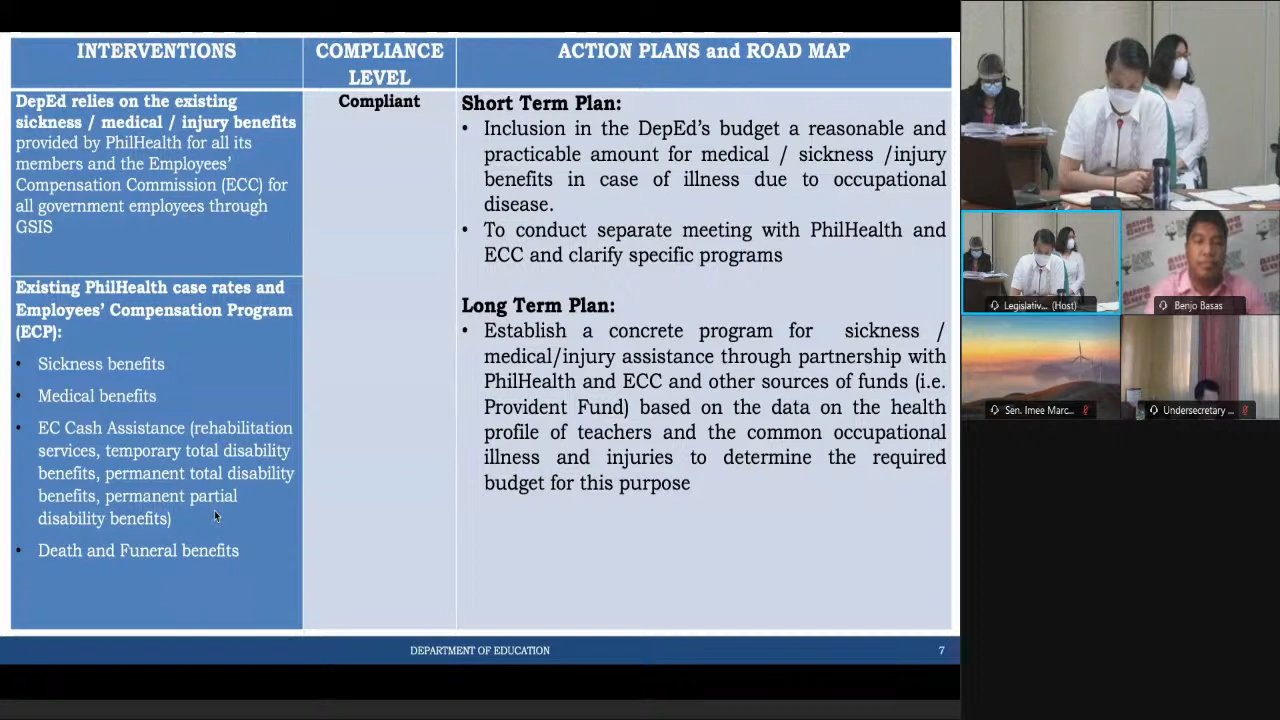 INTERVENTIONS
COMPLIANCE
LEVEL
ACTION PLANS and ROAD MAP
DepEd relies on the existing
sickness / medical / injury benefits
provided by PhilHealth for all its
members and the Employees’
Compensation Commission (ECC) for
all government employees through
GSIS
Compliant
Short Term Plan:
• Inclusion in the DepEd’s budget a reasonable and
practicable amount for medical / sickness /injury
benefits in case of illness due to occupational
disease.
• To conduct separate meeting with PhilHealth and
ECC and clarify specific programs
Long Term Plan:
• Establish a concrete program for sickness /
medical/injury assistance through partnership with
PhilHealth and ECC and other sources of funds (i.e.
Provident Fund) based on the data on the health
profile of teachers and the common occupational
illness and injuries to determine the required
budget for this purpose
Existing PhilHealth case rates and
Employees’ Compensation Program
(ECP):
• Sickness benefits
• Medical benefits
• EC Cash Assistance (rehabilitation
services, temporary total disability
benefits, permanent total disability
benefits, permanent partial
disability benefits)
• Death and Funeral benefits
DEPARTMENT OF EDUCATION
7
Legislativ... (Host)
Benjo Basas
Sen. Imee Marc...
Undersecretary ...